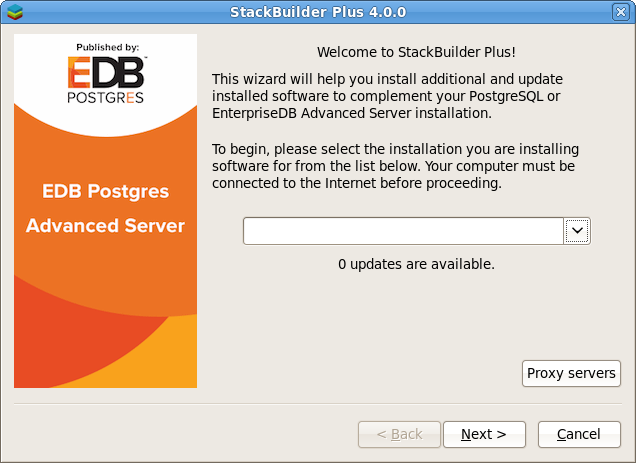 StackBuilder Plus 4.0.0
Published by:
EDB™
POSTGRES
EDB Postgres
Advanced Server
Welcome to StackBuilder Plus!
This wizard will help you install additional and update
installed software to complement your PostgreSQL or
EnterpriseDB Advanced Server installation.
To begin, please select the installation you are installing
software for from the list below. Your computer must be
connected to the Internet before proceeding.
0 updates are available.
Proxy servers
< Back
Next >
Cancel